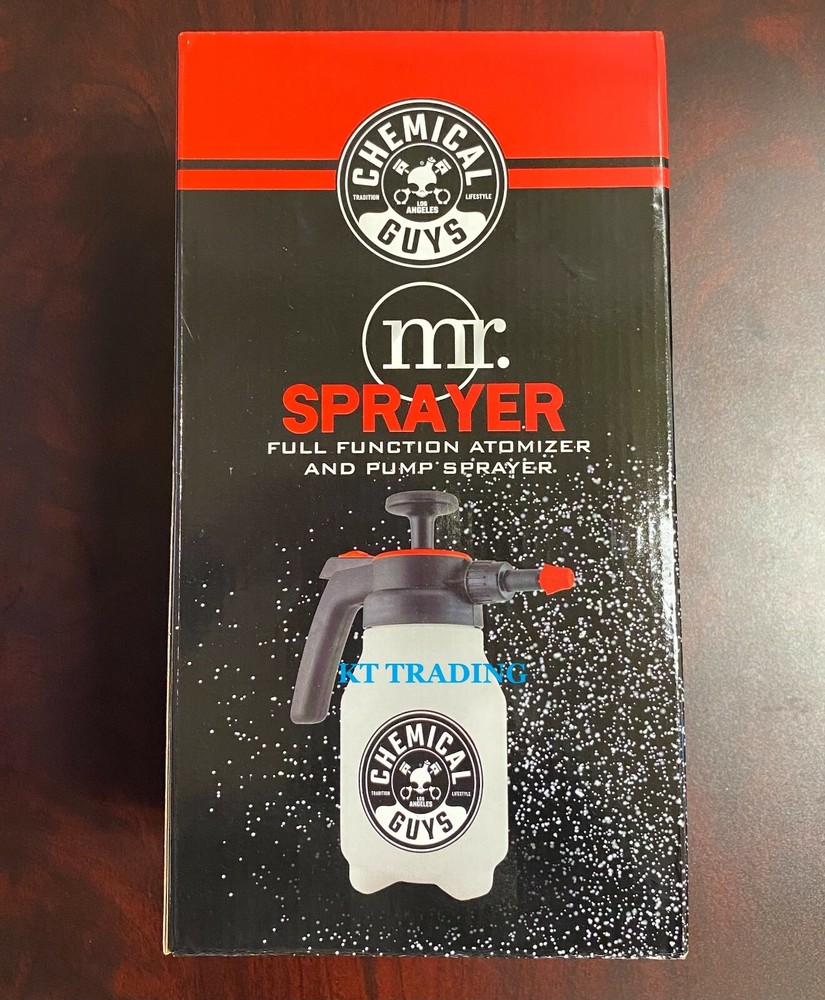 CHEMICAL
TRADITION
LIFESTYLE
LOS
ANGELES
GUYS
mr.
SPRAYER
FULL FUNCTION ATOMIZER
AND PUMP SPRAYER
KT TRADING
CHEMICAL
TRADITION
LIFESTYLE
LOS
ANGELES
GUYS